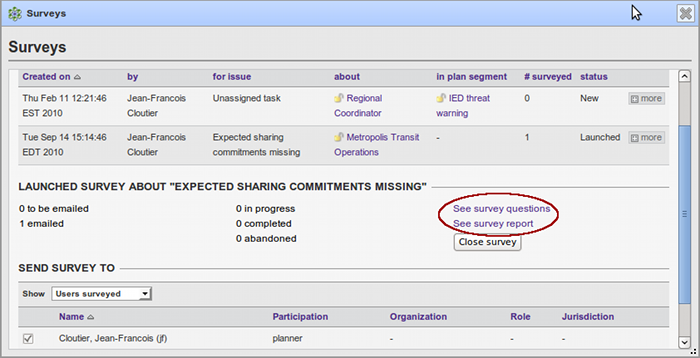 Surveys
Surveys
Created on by for issue about in plan segment # surveyed status
Thu Feb 11 12:21:46 Jean-Francois Unassigned task Regional IED threat 0 New more
EST 2010 Cloutier Coordinator warning
Tue Sep 14 15:14:46 Jean-Francois Expected sharing Metropolis Transit - 1 Launched more
EDT 2010 Cloutier commitments missing Operations
LAUNCHED SURVEY ABOUT "EXPECTED SHARING COMMITMENTS MISSING"
0 to be emailed 0 in progress See survey questions
1 emailed 0 completed See survey report
0 abandoned Close survey
SEND SURVEY TO
Show Users surveyed
Name Participation Organization Role Jurisdiction
Cloutier, Jean-Francois (jf) planner - - -